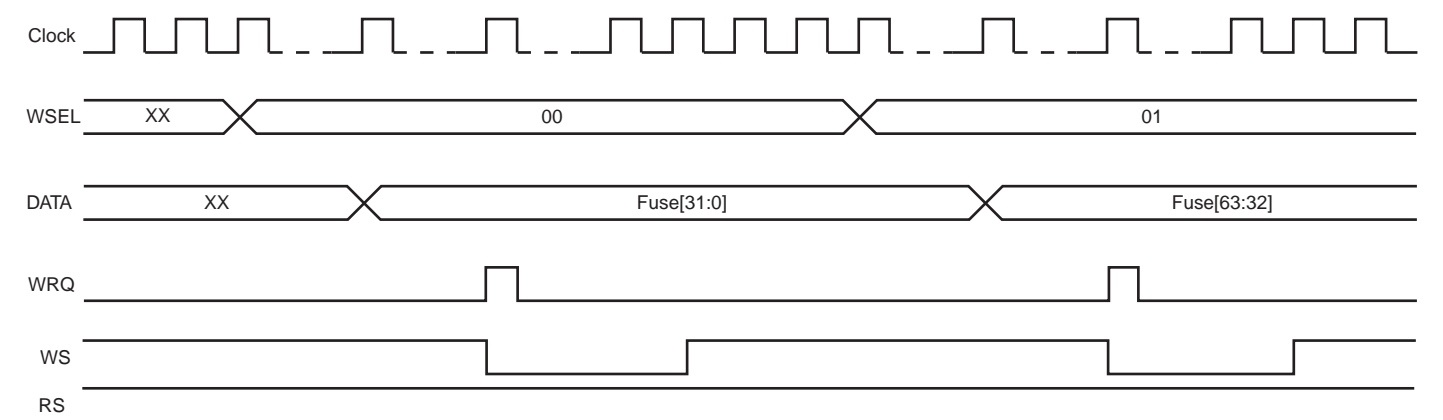 Clock
WSEL XX 00 01
DATA XX Fuse[31:0] Fuse[63:32]
WRQ
WS
RS